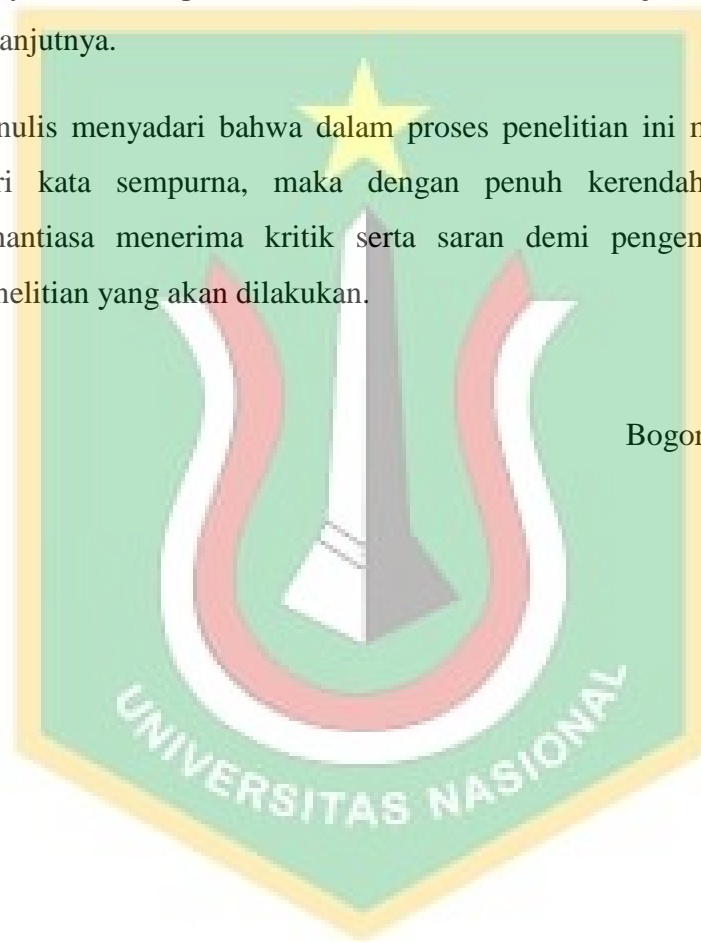 anjutnya.
nulis menyadari bahwa dalam proses penelitian ini
ri kata sempurna, maka dengan penuh kerendah
nantiasa menerima kritik serta saran demi pengem
nelitian yang akan dilakukan.
Bogor
UNIVERSITAS NASIONAL